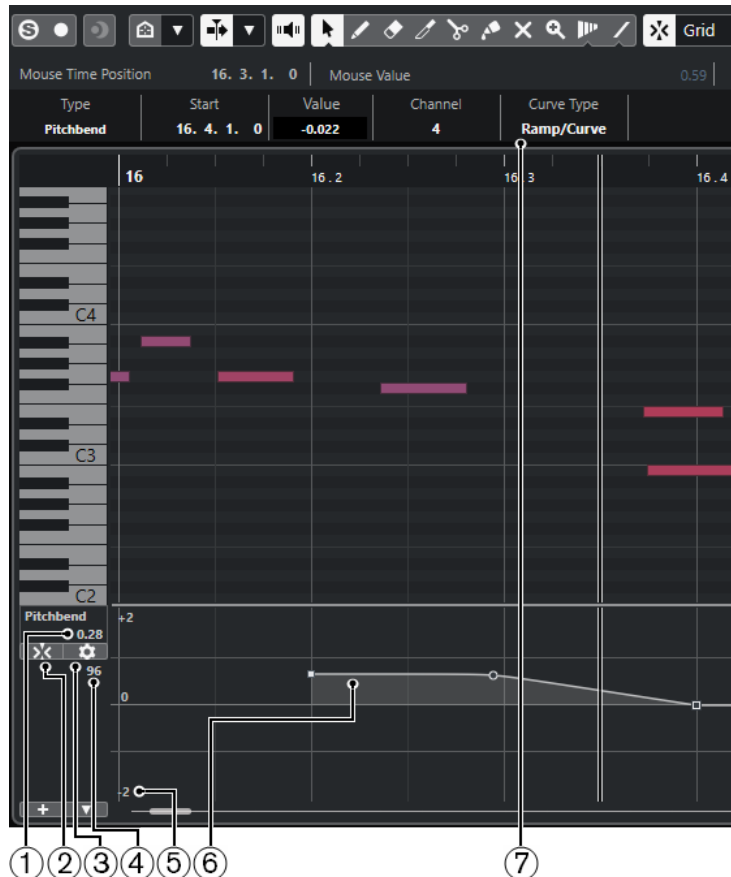 Grid
Mouse Time Position 16. 3. 1. 0 Mouse Value 0.59
Type Start Value Channel Curve Type
Pitchbend 16. 4. 1. 0 -0.022 4 Ramp/Curve
16 16.2 16.3 16.4
C4
C3
C2
Pitchbend +2
0.28
96
0
-2
1 2 3 4 5 6 7